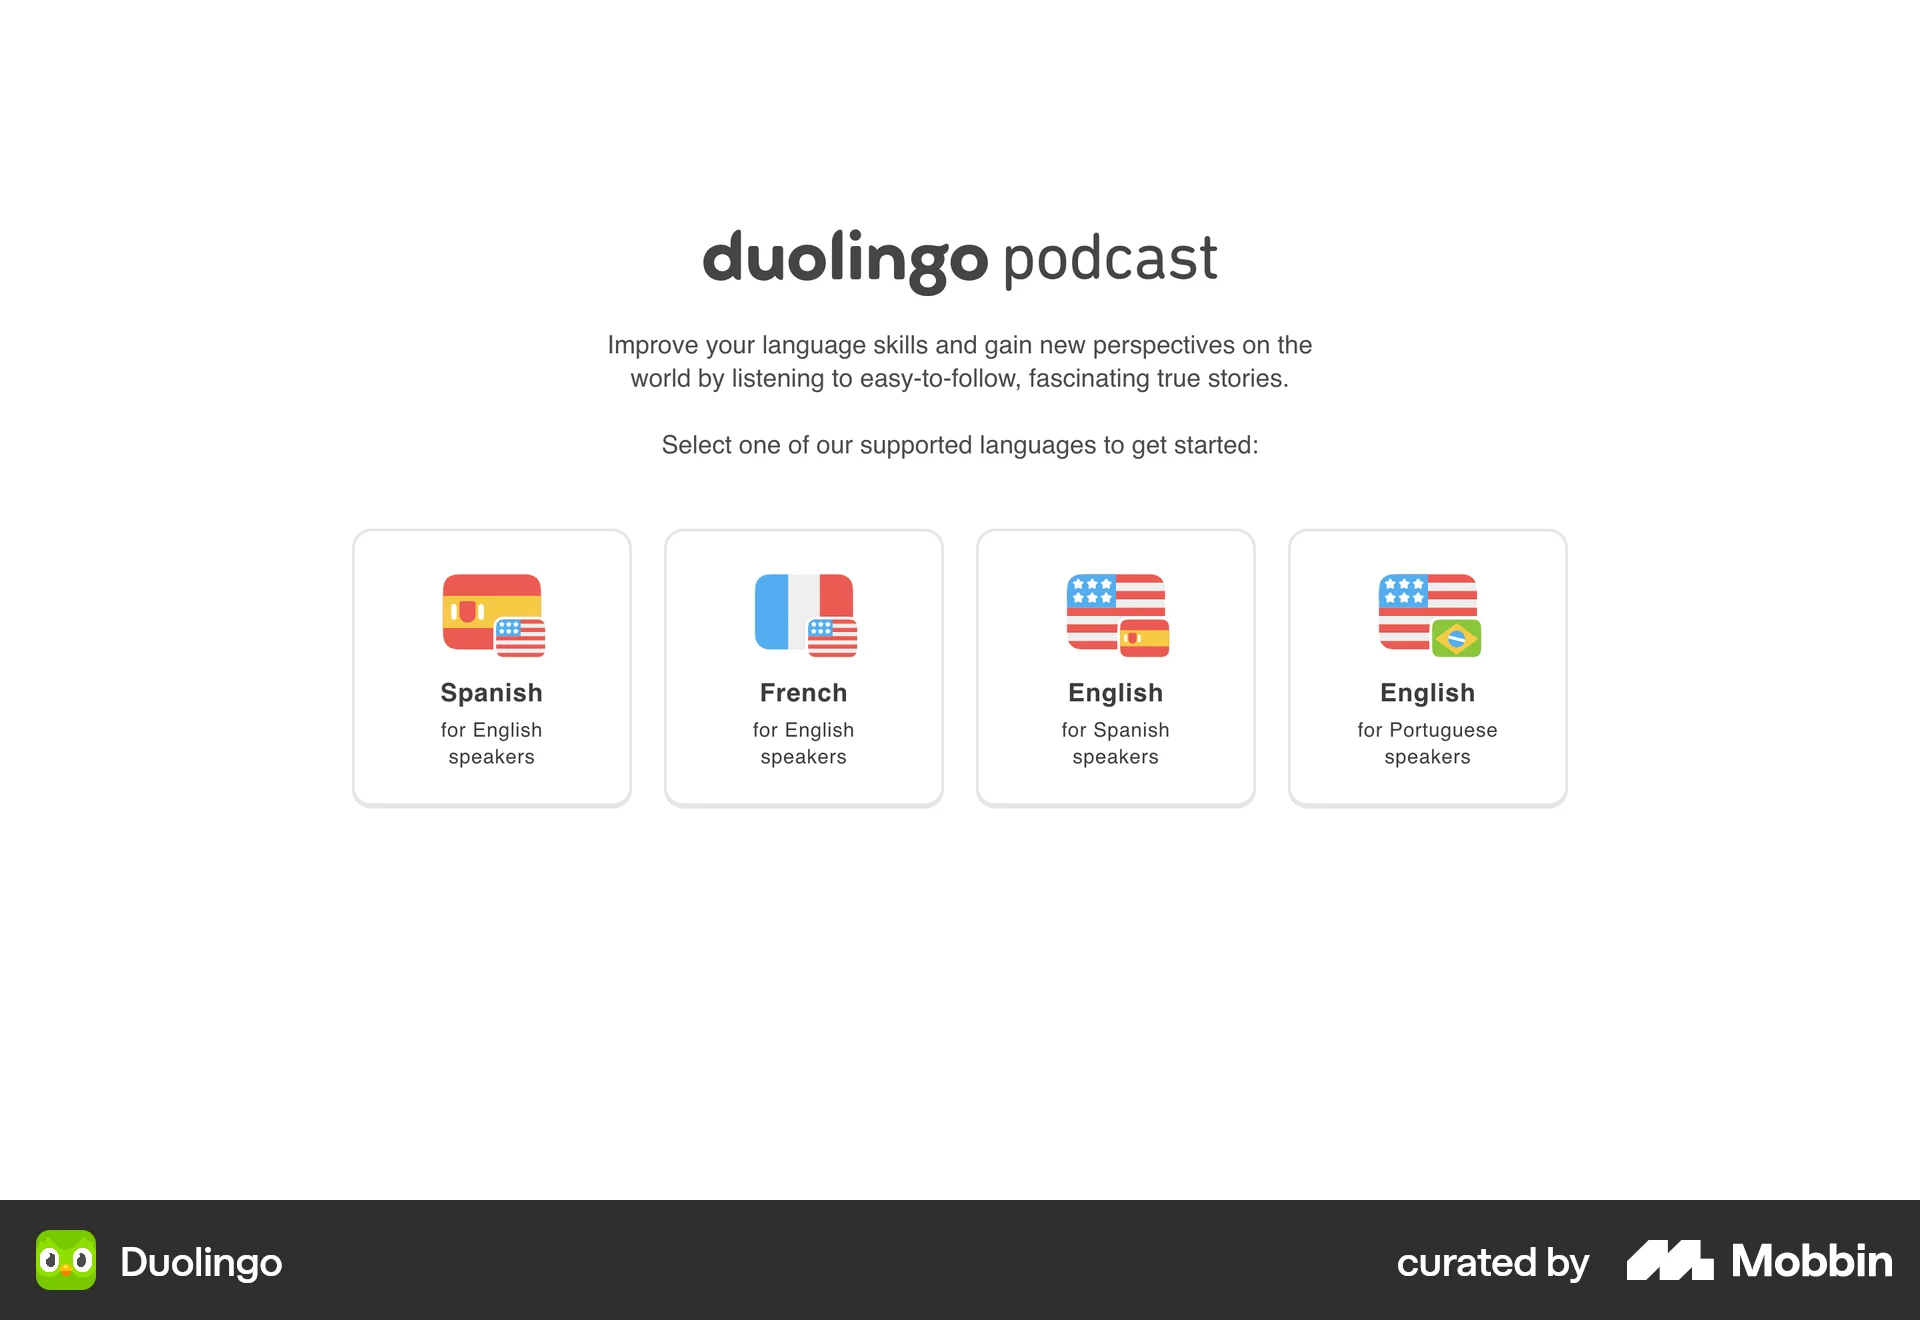 duolingo podcast
Improve your language skills and gain new perspectives on the
world by listening to easy-to-follow, fascinating true stories.
Select one of our supported languages to get started:
Spanish
for English
speakers
French
for English
speakers
English
for Spanish
speakers
English
for Portuguese
speakers
Duolingo
curated by Mobbin